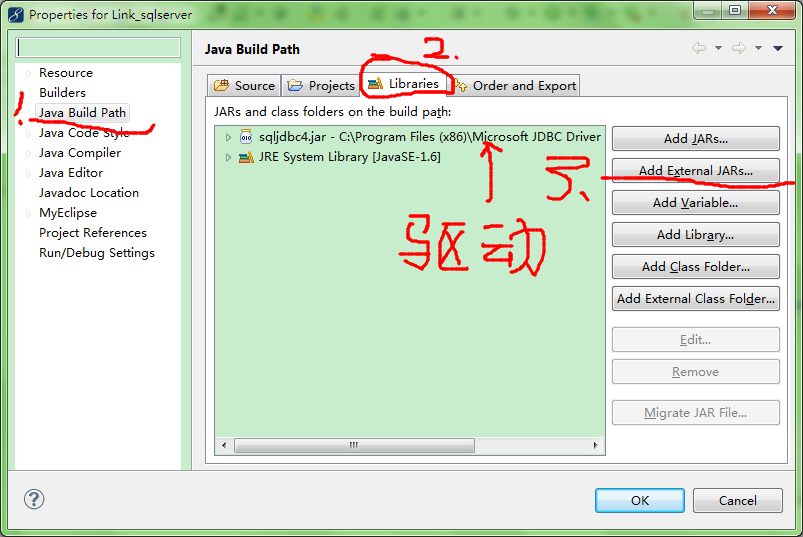 Properties for Link_sqlserver
Resource
Builders
Java Build Path
Java Code Style
Java Compiler
Java Editor
Javadoc Location
MyEclipse
Project References
Run/Debug Settings
Java Build Path
2.
Source Projects Libraries Order and Export
JARs and class folders on the build path:
sqljdbc4.jar - C:\Program Files (x86)\Microsoft JDBC Driver
JRE System Library [JavaSE-1.6]
1
3.
驱动
Add JARs...
Add External JARs...
Add Variable...
Add Library...
Add Class Folder...
Add External Class Folder...
Edit...
Remove
Migrate JAR File...
OK Cancel